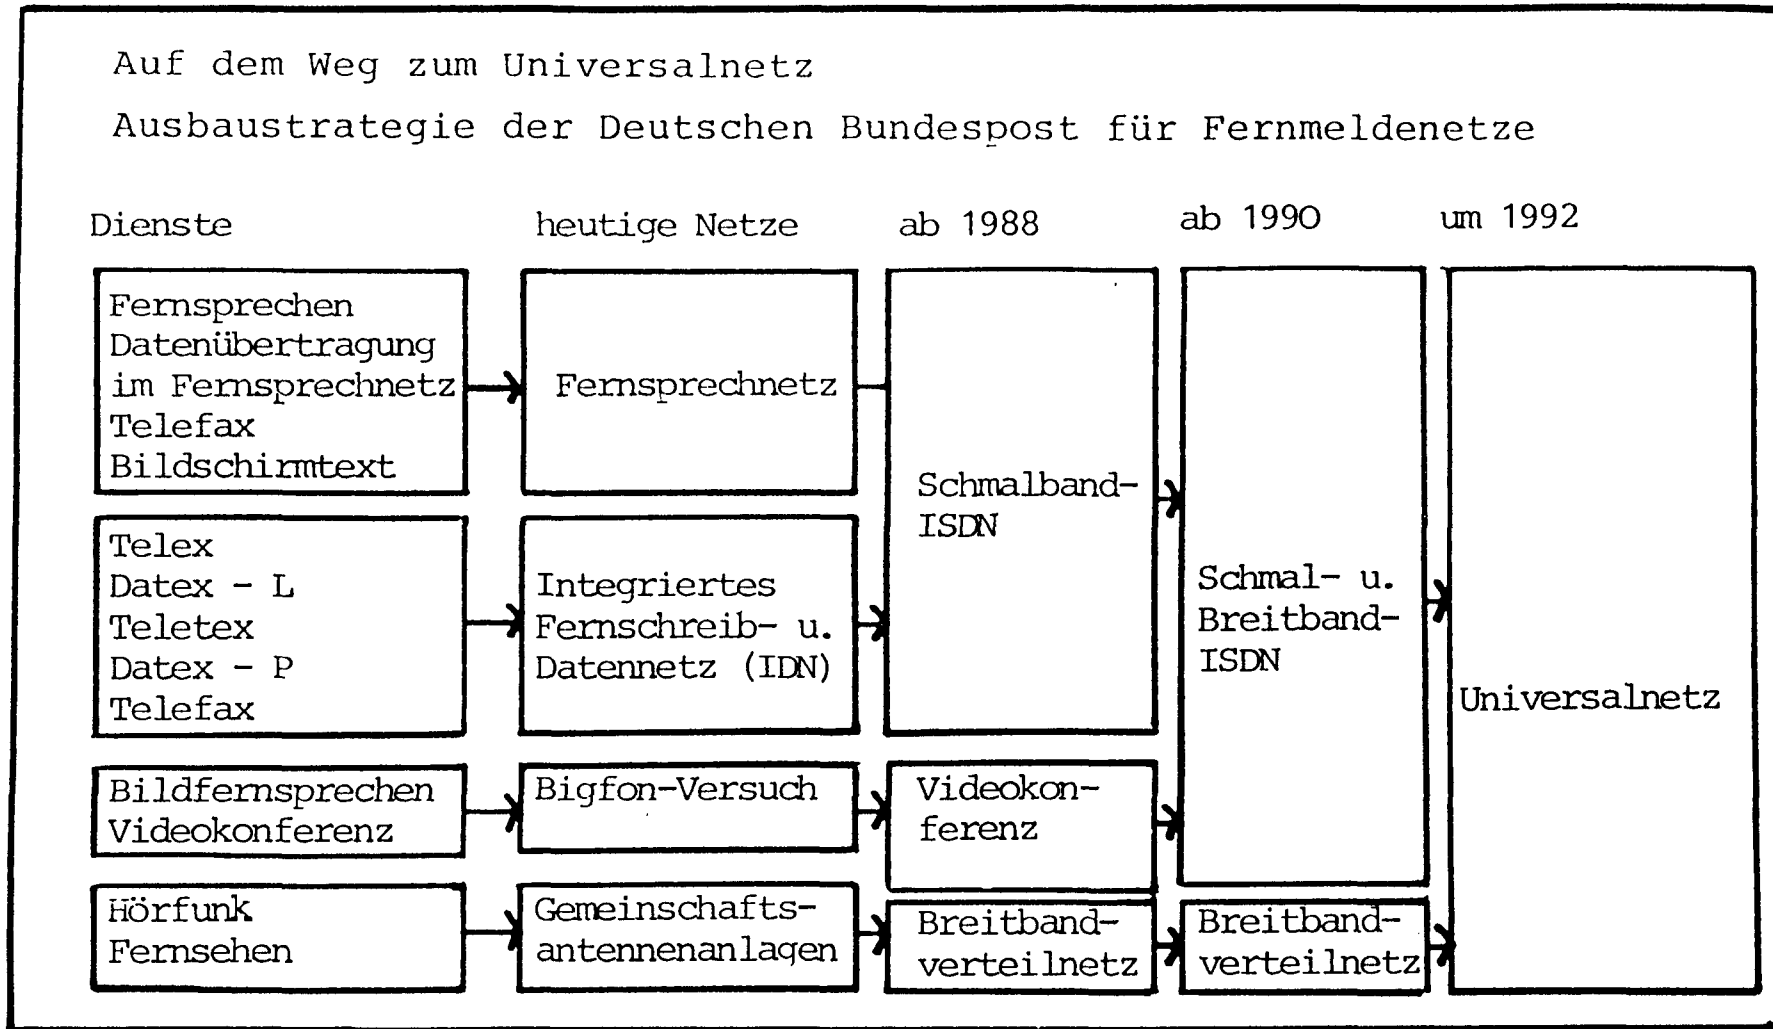 Auf dem Weg zum Universalnetz
Ausbaustrategie der Deutschen Bundespost für Fernmeldenetze
Dienste
heutige Netze
ab 1988
ab 1990
um 1992
Fernsprechen
Datenübertragung
im Fernsprechnetz
Telefax
Bildschirmtext
Fernsprechnetz
Telex
Datex - L
Teletex
Datex - P
Telefax
Integriertes
Fernschreib- u.
Datennetz (IDN)
Schmalband-
ISDN
Schmal- u.
Breitband-
ISDN
Universalnetz
Bildfernsprechen
Videokonferenz
Bigfon-Versuch
Videokon-
ferenz
Hörfunk
Fernsehen
Gemeinschafts-
antennenanlagen
Breitband-
verteilnetz
Breitband-
verteilnetz